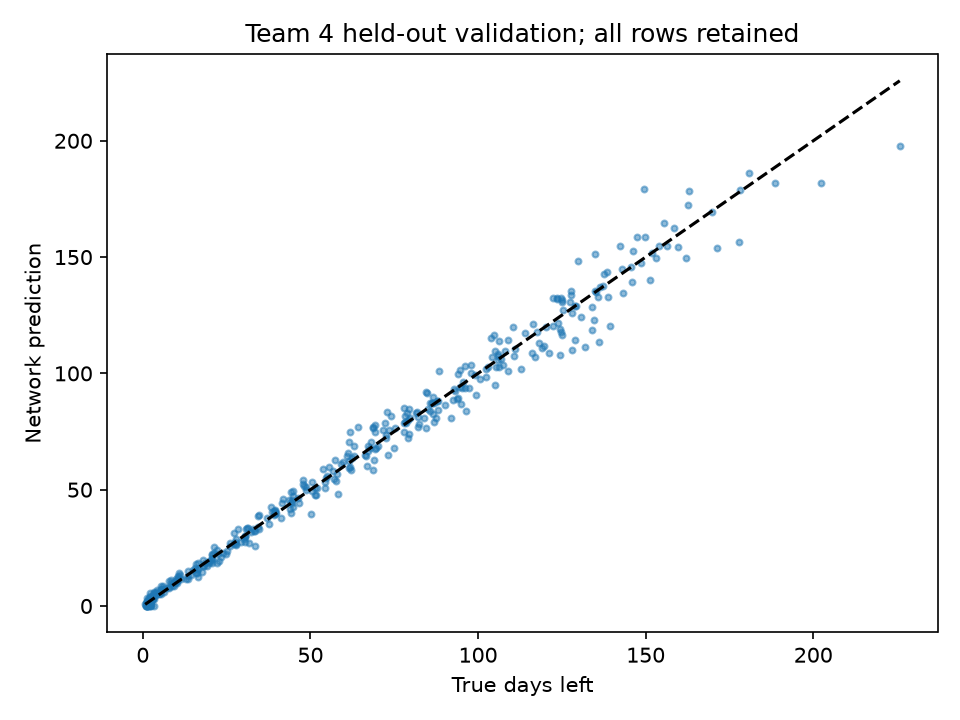 Team 4 held-out validation; all rows retained
Network prediction
200
150
100
50
0
0 50 100 150 200
True days left